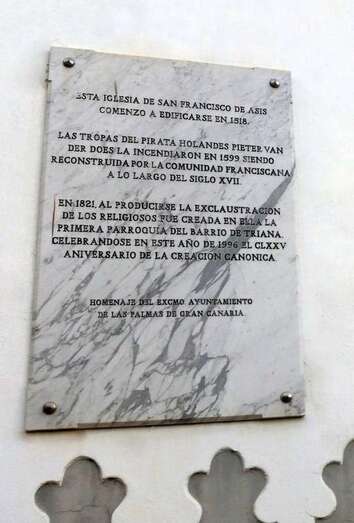 ESTA IGLESIA DE SAN FRANCISCO DE ASIS
COMENZO A EDIFICARSE EN 1518.
LAS TROPAS DEL PIRATA HOLANDES PIETER VAN
DER DOES LA INCENDIARON EN 1599 SIENDO
RECONSTRUIDA POR LA COMUNIDAD FRANCISCANA
A LO LARGO DEL SIGLO XVII.
EN 1821, AL PRODUCIRSE LA EXCLAUSTRACION
DE LOS RELIGIOSOS FUE CREADA EN ELLA LA
PRIMERA PARROQUIA DEL BARRIO DE TRIANA.
CELEBRANDOSE EN ESTE AÑO DE 1996 EL CLXXV
ANIVERSARIO DE LA CREACION CANONICA.
HOMENAJE DEL EXCMO. AYUNTAMIENTO
DE LAS PALMAS DE GRAN CANARIA.